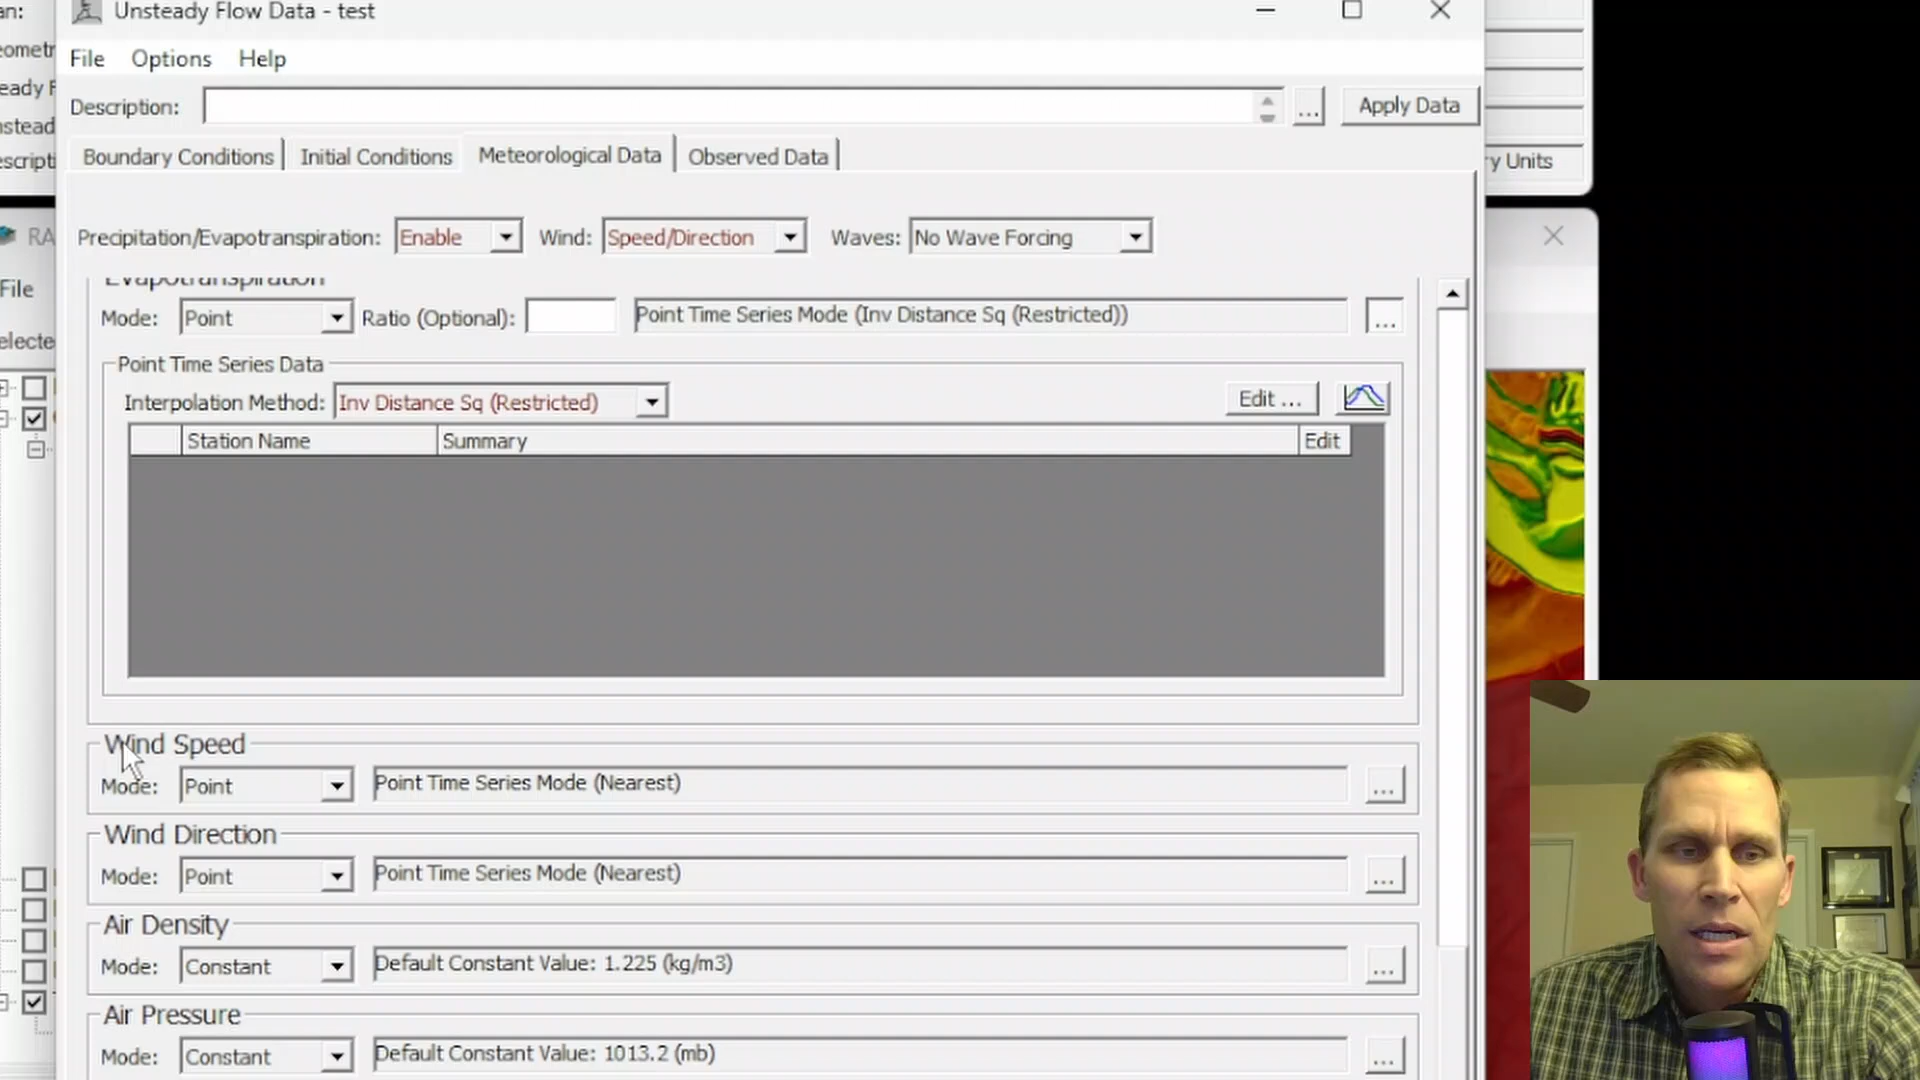 an:
Unsteady Flow Data - test
File Options Help
Description: ... Apply Data
Boundary Conditions Initial Conditions Meteorological Data Observed Data
ry Units
Precipitation/Evapotranspiration: Enable Wind: Speed/Direction Waves: No Wave Forcing
RA
File
Evapotranspiration
Mode: Point Ratio (Optional): Point Time Series Mode (Inv Distance Sq (Restricted)) ...
Point Time Series Data
Interpolation Method: Inv Distance Sq (Restricted) Edit ...
Station Name Summary Edit
Wind Speed
Mode: Point Point Time Series Mode (Nearest) ...
Wind Direction
Mode: Point Point Time Series Mode (Nearest) ...
Air Density
Mode: Constant Default Constant Value: 1.225 (kg/m3) ...
Air Pressure
Mode: Constant Default Constant Value: 1013.2 (mb) ...